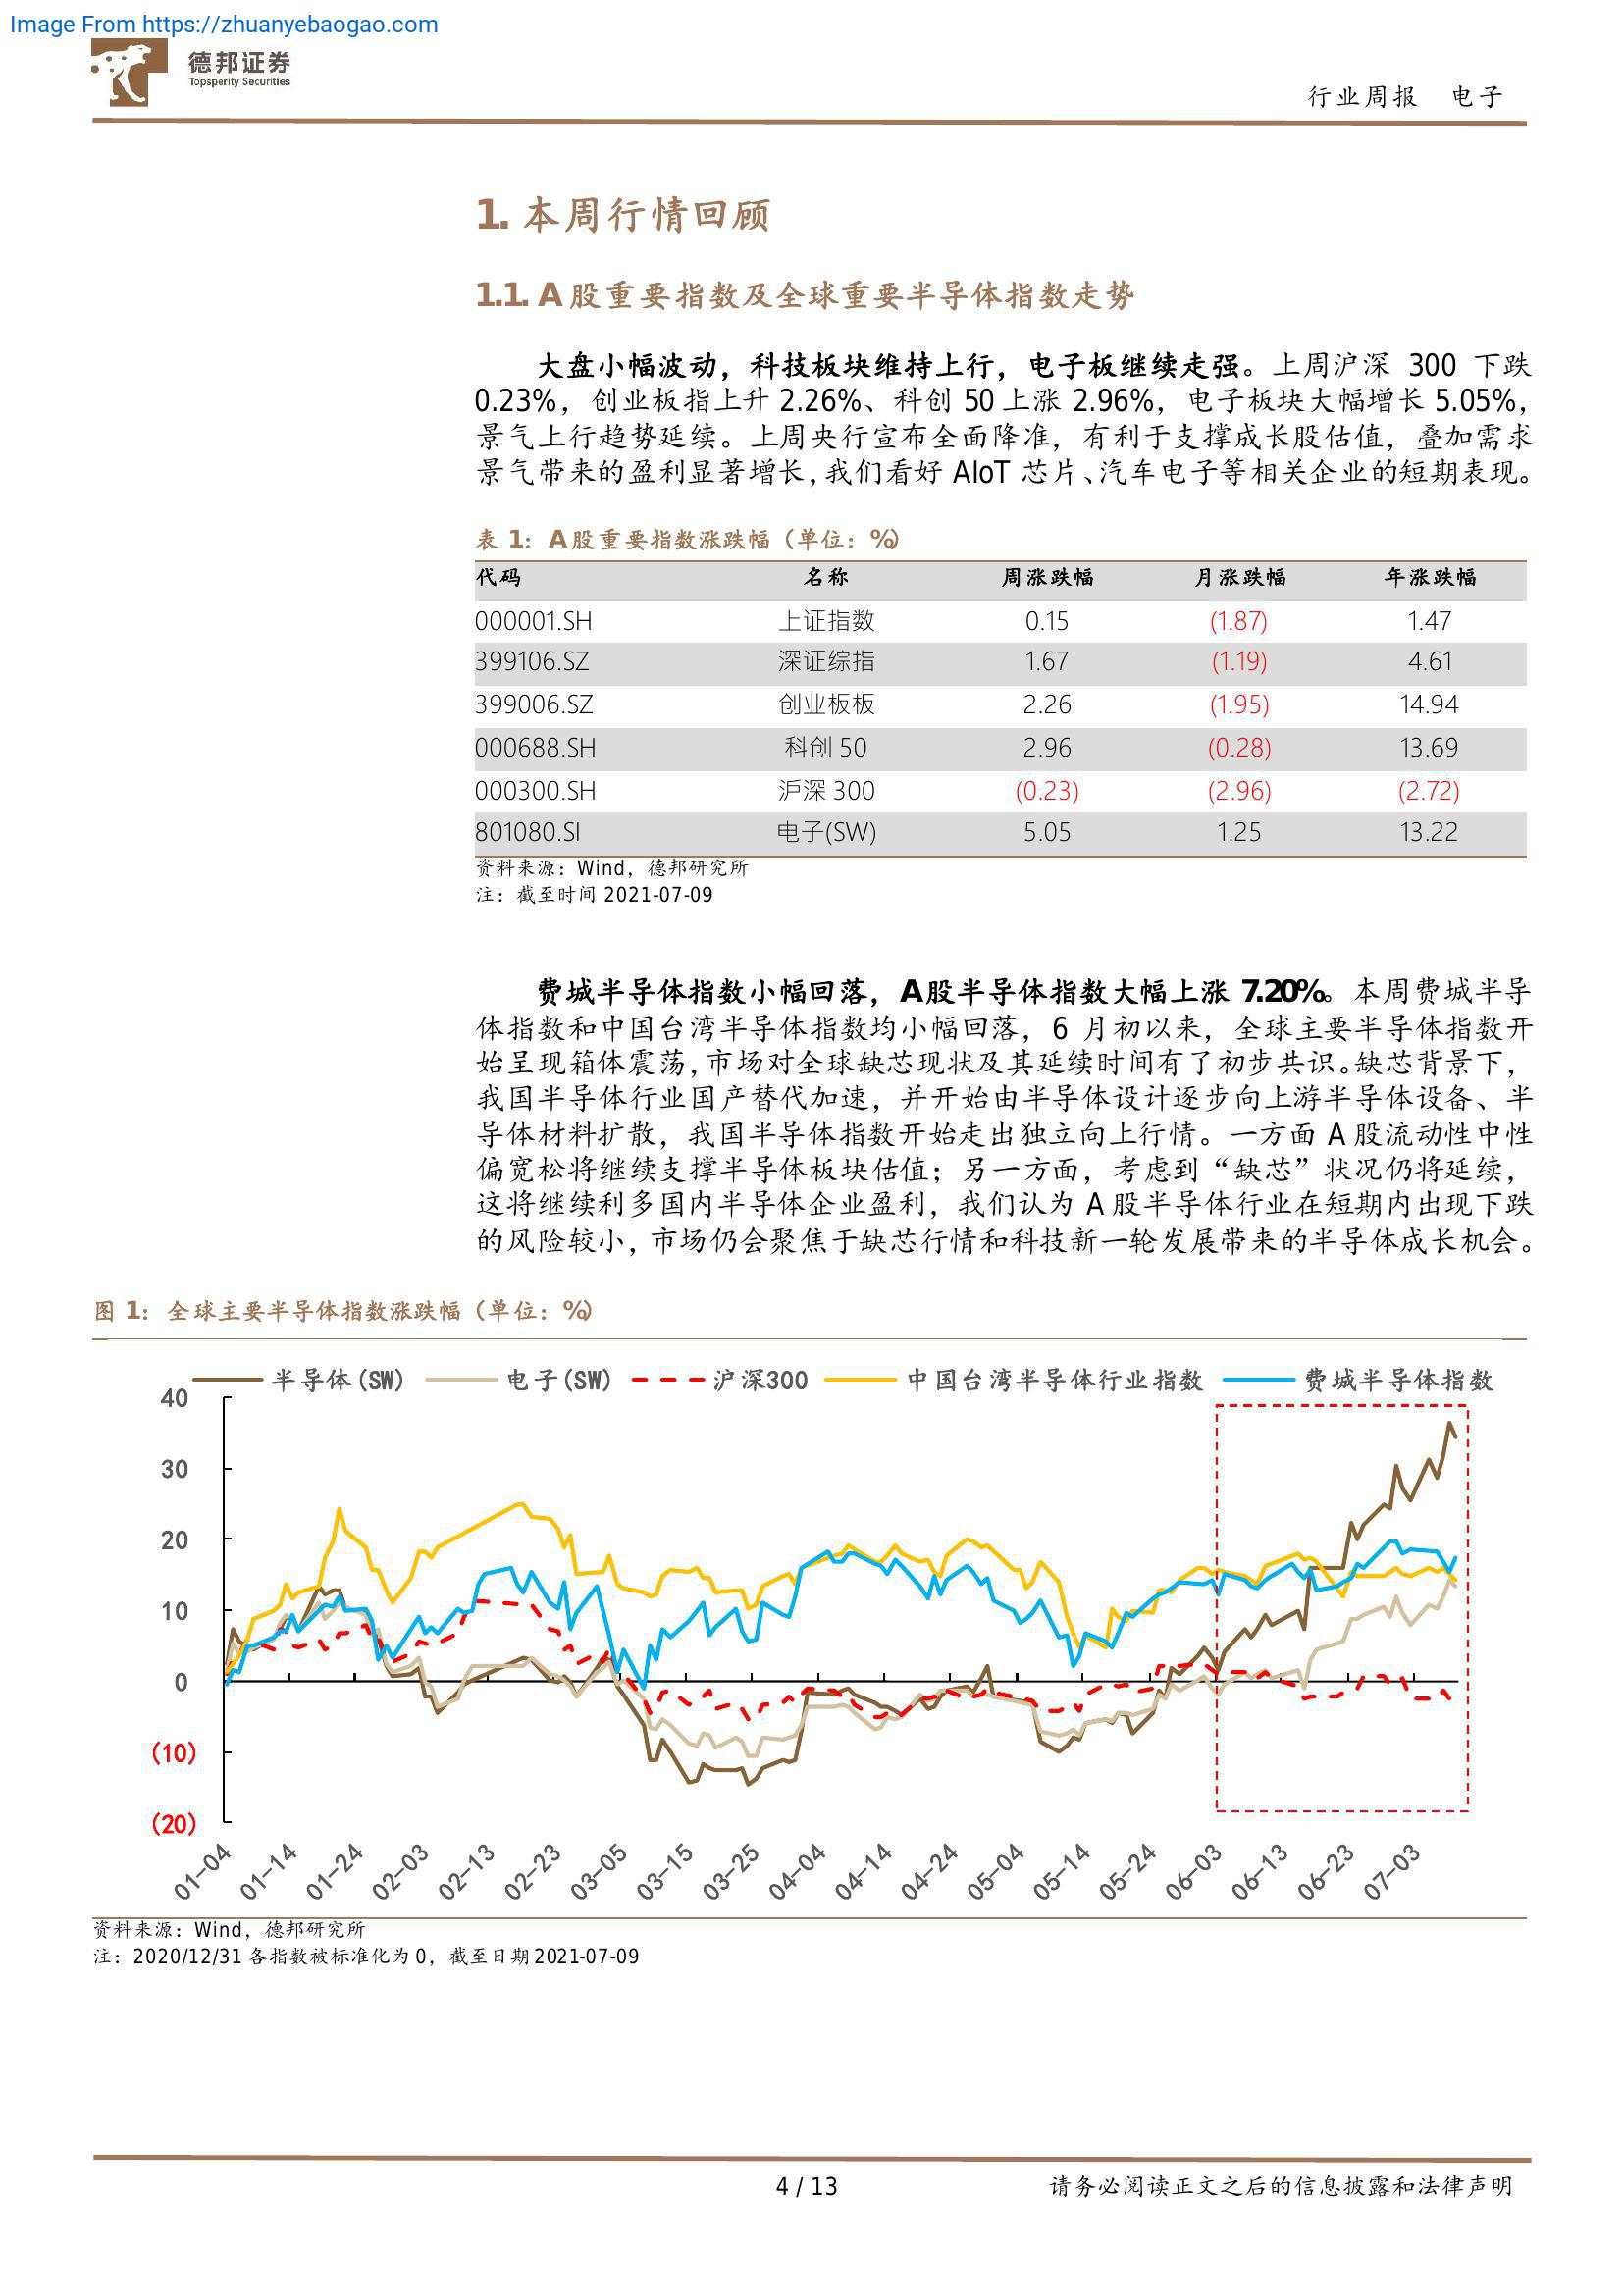 Image From https://zhuanyebaogao.com
德邦证券
Topsperity Securities
行业周报 电子
1. 本周行情回顾
1.1. A 股重要指数及全球重要半导体指数走势
大盘小幅波动，科技板块维持上行，电子板继续走强。上周沪深 300 下跌
0.23%，创业板指上升 2.26%、科创 50 上涨 2.96%，电子板块大幅增长 5.05%，
景气上行趋势延续。上周央行宣布全面降准，有利于支撑成长股估值，叠加需求
景气带来的盈利显著增长，我们看好 AIoT 芯片、汽车电子等相关企业的短期表现。
表 1：A 股重要指数涨跌幅（单位：%）
代码 名称 周涨跌幅 月涨跌幅 年涨跌幅
000001.SH 上证指数 0.15 (1.87) 1.47
399106.SZ 深证综指 1.67 (1.19) 4.61
399006.SZ 创业板板 2.26 (1.95) 14.94
000688.SH 科创 50 2.96 (0.28) 13.69
000300.SH 沪深 300 (0.23) (2.96) (2.72)
801080.SI 电子(SW) 5.05 1.25 13.22
资料来源：Wind，德邦研究所
注：截至时间 2021-07-09
费城半导体指数小幅回落，A股半导体指数大幅上涨 7.20%。本周费城半导
体指数和中国台湾半导体指数均小幅回落，6 月初以来，全球主要半导体指数开
始呈现箱体震荡，市场对全球缺芯现状及其延续时间有了初步共识。缺芯背景下，
我国半导体行业国产替代加速，并开始由半导体设计逐步向上游半导体设备、半
导体材料扩散，我国半导体指数开始走出独立向上行情。一方面 A 股流动性中性
偏宽松将继续支撑半导体板块估值；另一方面，考虑到“缺芯”状况仍将延续，
这将继续利多国内半导体企业盈利，我们认为 A 股半导体行业在短期内出现下跌
的风险较小，市场仍会聚焦于缺芯行情和科技新一轮发展带来的半导体成长机会。
图 1：全球主要半导体指数涨跌幅（单位：%）
半导体(SW) 电子(SW) 沪深300 中国台湾半导体行业指数 费城半导体指数
40
30
20
10
0
(10)
(20)
01-04 01-14 01-24 02-03 02-13 02-23 03-05 03-15 03-25 04-04 04-14 04-24 05-04 05-14 05-24 06-03 06-13 06-23 07-03
资料来源：Wind，德邦研究所
注：2020/12/31 各指数被标准化为 0，截至日期 2021-07-09
4 / 13 请务必阅读正文之后的信息披露和法律声明